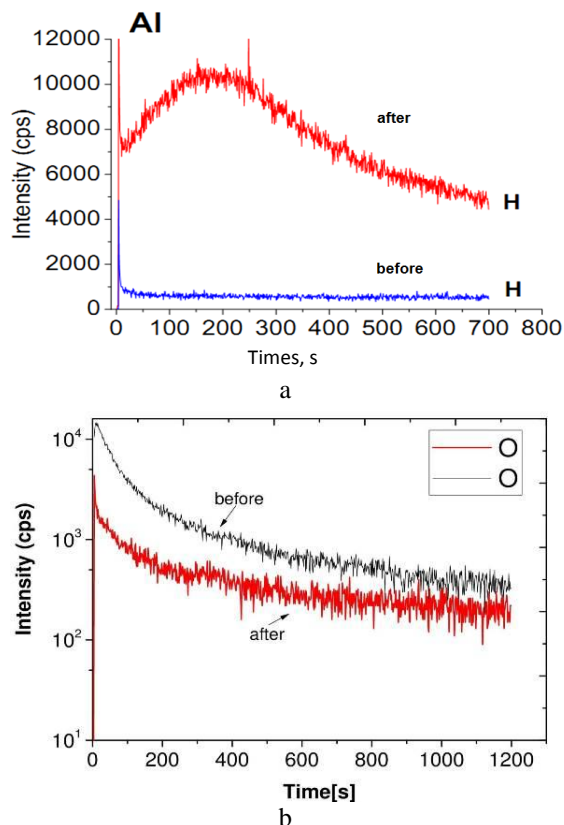 Al
12000
10000
8000
6000
4000
2000
0
Intensity (cps)
after
H
before
H
0 100 200 300 400 500 600 700 800
Times, s
a
10⁴
10³
10²
10¹
Intensity (cps)
O
O
before
after
0 200 400 600 800 1000 1200
Time[s]
b